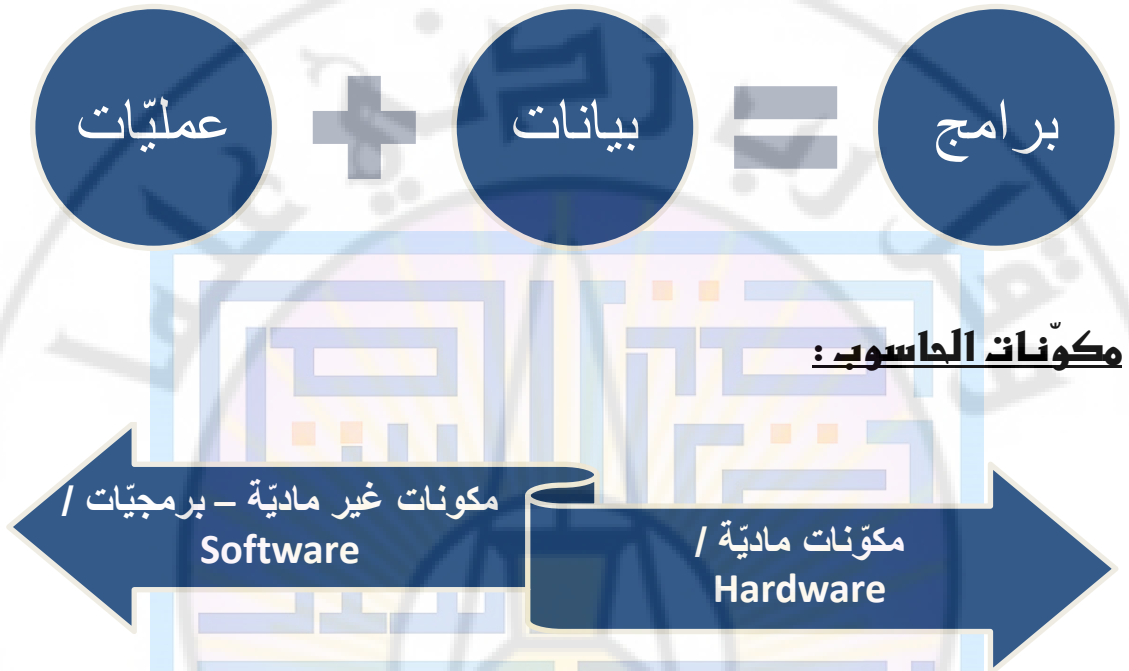 برامج = بيانات + عمليّات
مكوّنات الحاسوب :
مكوّنات ماديّة /
Hardware
مكونات غير ماديّة – برمجيّات /
Software